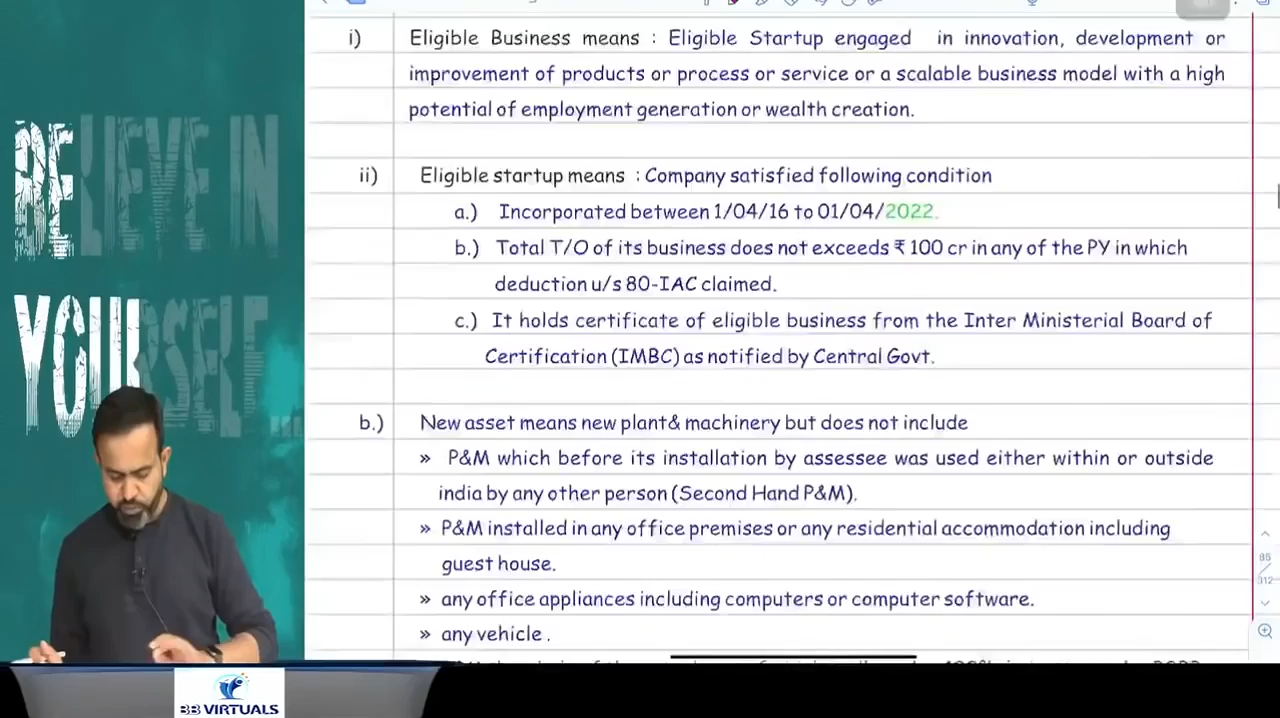 BELIEVE IN
YOURSELF...
i) Eligible Business means : Eligible Startup engaged in innovation, development or
improvement of products or process or service or a scalable business model with a high
potential of employment generation or wealth creation.
ii) Eligible startup means : Company satisfied following condition
a.) Incorporated between 1/04/16 to 01/04/2022.
b.) Total T/O of its business does not exceeds ₹ 100 cr in any of the PY in which
deduction u/s 80-IAC claimed.
c.) It holds certificate of eligible business from the Inter Ministerial Board of
Certification (IMBC) as notified by Central Govt.
b.) New asset means new plant& machinery but does not include
» P&M which before its installation by assessee was used either within or outside
india by any other person (Second Hand P&M).
» P&M installed in any office premises or any residential accommodation including
guest house.
» any office appliances including computers or computer software.
» any vehicle .
85
312
BB VIRTUALS